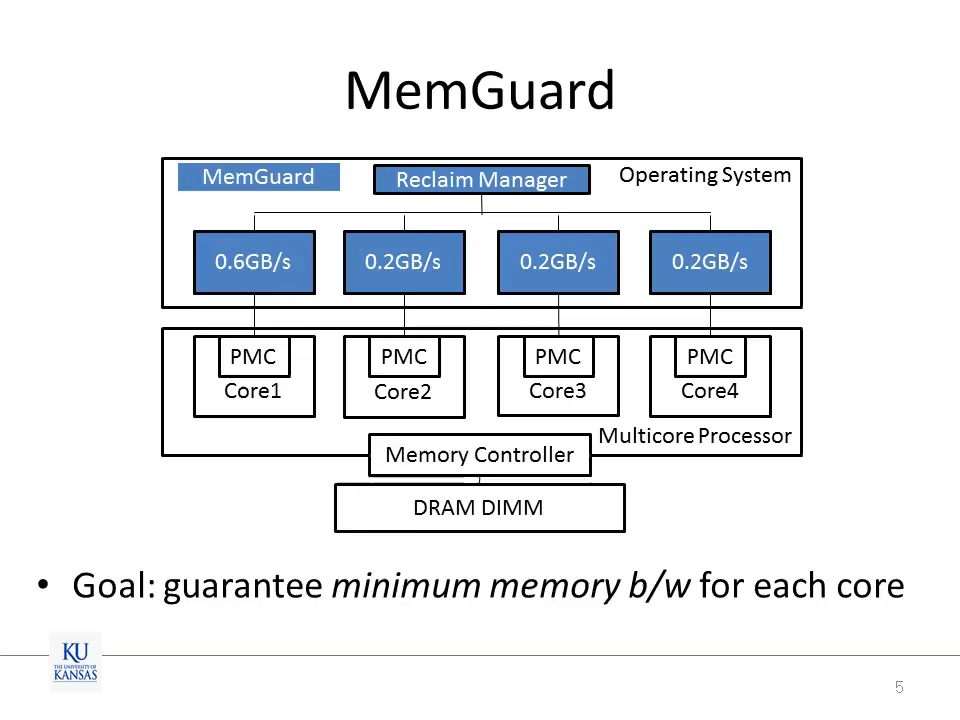 MemGuard
MemGuard
Reclaim Manager
Operating System
0.6GB/s
0.2GB/s
0.2GB/s
0.2GB/s
PMC
PMC
PMC
PMC
Core1
Core2
Core3
Core4
Multicore Processor
Memory Controller
DRAM DIMM
• Goal: guarantee minimum memory b/w for each core
KU
THE UNIVERSITY OF
KANSAS
5